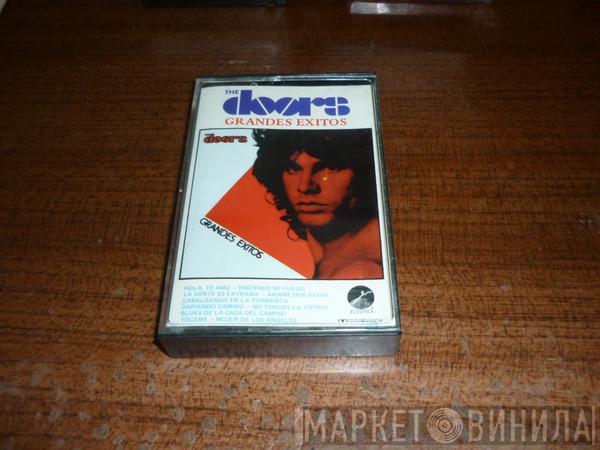 THE
doors
GRANDES EXITOS
doors
GRANDES EXITOS
HOLA, TE AMO - ENCIENDE MI FUEGO
LA GENTE ES EXTRAÑA - AMAME DOS VECES
CABALGANDO EN LA TORMENTA
ABRIENDO CAMINO - NO TOQUES LA TIERRA
BLUES DE LA CASA DEL CAMINO
TOCAME - MUJER DE LOS ANGELES
ELEKTRA
МАРКЕТ ВИНИЛА